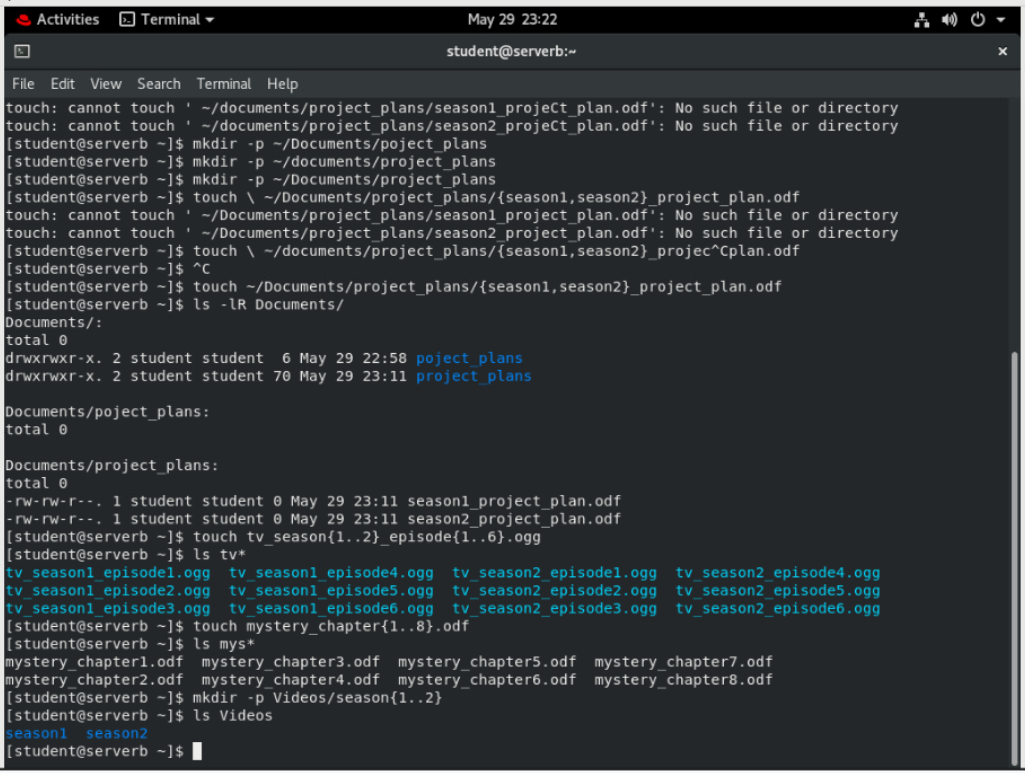 Activities Terminal May 29 23:22
student@serverb:~ ×
File Edit View Search Terminal Help
touch: cannot touch ' ~/documents/project_plans/season1_projeCt_plan.odf': No such file or directory
touch: cannot touch ' ~/documents/project_plans/season2_projeCt_plan.odf': No such file or directory
[student@serverb ~]$ mkdir -p ~/Documents/poject_plans
[student@serverb ~]$ mkdir -p ~/documents/project_plans
[student@serverb ~]$ mkdir -p ~/Documents/project_plans
[student@serverb ~]$ touch \ ~/Documents/project_plans/{season1,season2}_project_plan.odf
touch: cannot touch ' ~/Documents/project_plans/season1_project_plan.odf': No such file or directory
touch: cannot touch ' ~/Documents/project_plans/season2_project_plan.odf': No such file or directory
[student@serverb ~]$ touch \ ~/documents/project_plans/{season1,season2}_projec^Cplan.odf
[student@serverb ~]$ ^C
[student@serverb ~]$ touch ~/Documents/project_plans/{season1,season2}_project_plan.odf
[student@serverb ~]$ ls -lR Documents/
Documents/:
total 0
drwxrwxr-x. 2 student student  6 May 29 22:58 poject_plans
drwxrwxr-x. 2 student student 70 May 29 23:11 project_plans
Documents/poject_plans:
total 0
Documents/project_plans:
total 0
-rw-rw-r--. 1 student student 0 May 29 23:11 season1_project_plan.odf
-rw-rw-r--. 1 student student 0 May 29 23:11 season2_project_plan.odf
[student@serverb ~]$ touch tv_season{1..2}_episode{1..6}.ogg
[student@serverb ~]$ ls tv*
tv_season1_episode1.ogg  tv_season1_episode4.ogg  tv_season2_episode1.ogg  tv_season2_episode4.ogg
tv_season1_episode2.ogg  tv_season1_episode5.ogg  tv_season2_episode2.ogg  tv_season2_episode5.ogg
tv_season1_episode3.ogg  tv_season1_episode6.ogg  tv_season2_episode3.ogg  tv_season2_episode6.ogg
[student@serverb ~]$ touch mystery_chapter{1..8}.odf
[student@serverb ~]$ ls mys*
mystery_chapter1.odf  mystery_chapter3.odf  mystery_chapter5.odf  mystery_chapter7.odf
mystery_chapter2.odf  mystery_chapter4.odf  mystery_chapter6.odf  mystery_chapter8.odf
[student@serverb ~]$ mkdir -p Videos/season{1..2}
[student@serverb ~]$ ls Videos
season1  season2
[student@serverb ~]$